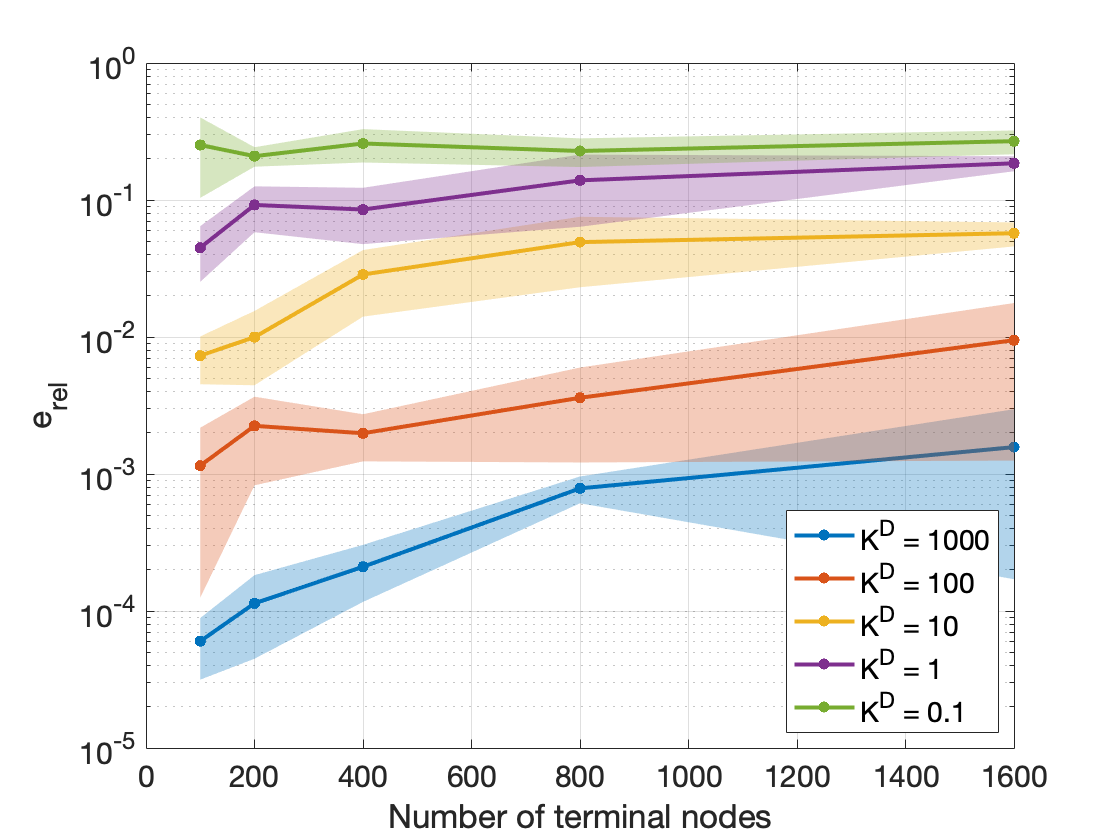 10^0
10^-1
10^-2
10^-3
10^-4
10^-5
e_rel
0 200 400 600 800 1000 1200 1400 1600
Number of terminal nodes
K^D = 1000
K^D = 100
K^D = 10
K^D = 1
K^D = 0.1